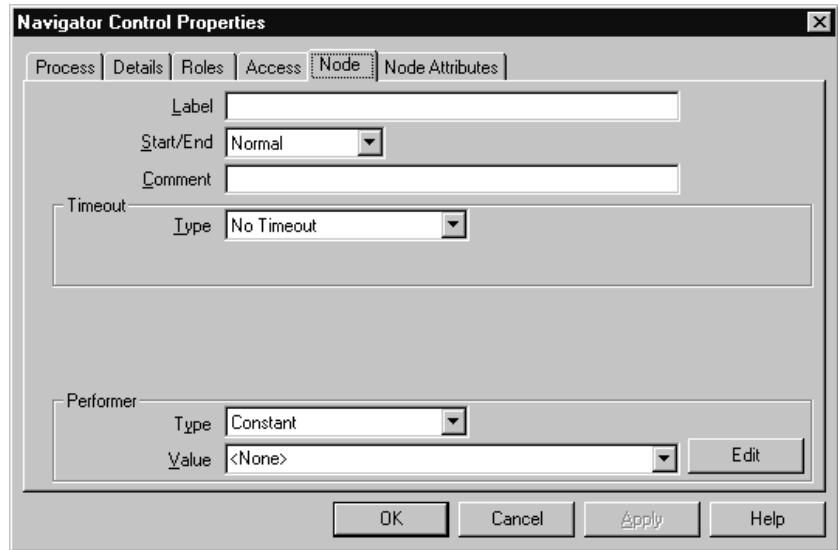 Navigator Control Properties
Process Details Roles Access Node Node Attributes
Label
Start/End Normal
Comment
Timeout
Type No Timeout
Performer
Type Constant
Value <None> Edit
OK Cancel Apply Help